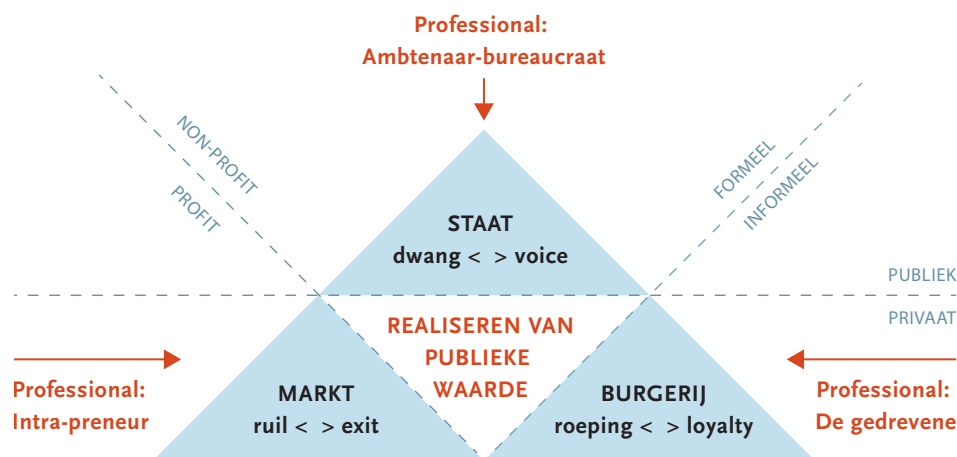 Professional:
Ambtenaar-bureaucraat
NON-PROFIT
PROFIT
FORMEEL
INFORMEEL
STAAT
dwang < > voice
PUBLIEK
PRIVAAT
REALISEREN VAN
PUBLIEKE
WAARDE
Professional:
Intra-preneur
MARKT
ruil < > exit
BURGERIJ
roeping < > loyalty
Professional:
De gedrevene